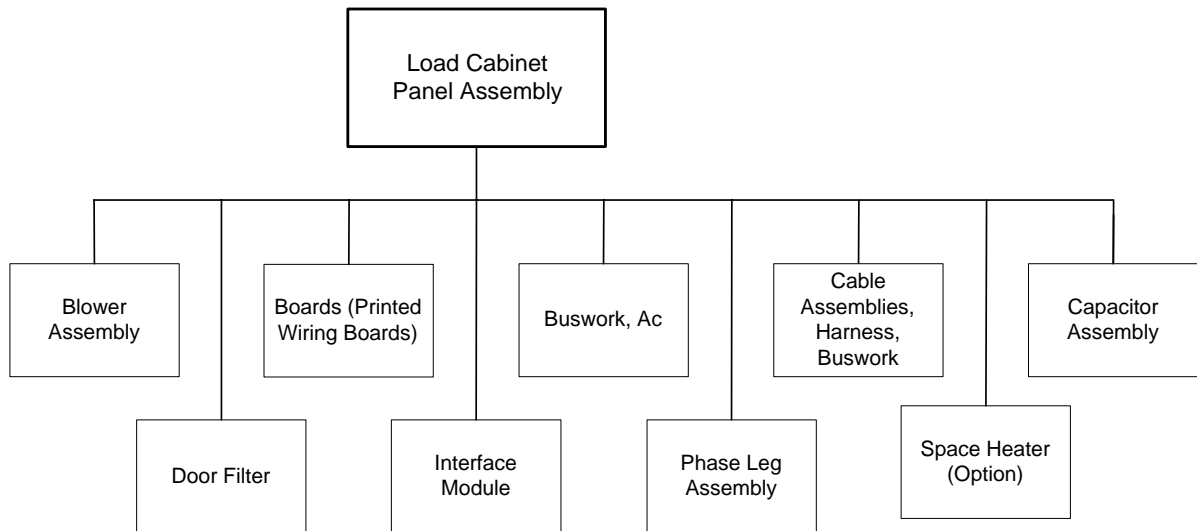 Load Cabinet
Panel Assembly
Blower
Assembly
Boards (Printed
Wiring Boards)
Buswork, Ac
Cable
Assemblies,
Harness,
Buswork
Capacitor
Assembly
Door Filter
Interface
Module
Phase Leg
Assembly
Space Heater
(Option)